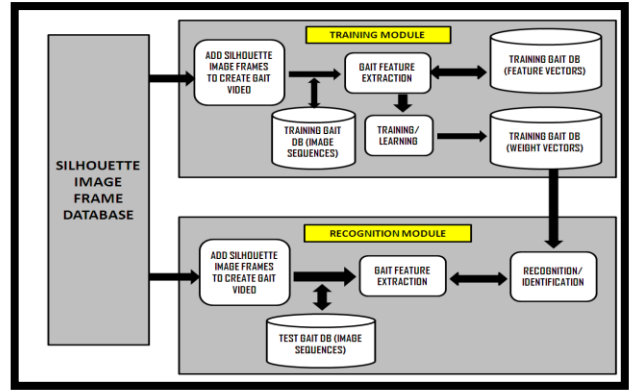 TRAINING MODULE
ADD SILHOUETTE
IMAGE FRAMES
TO CREATE GAIT
VIDEO
GAIT FEATURE
EXTRACTION
TRAINING GAIT DB
(FEATURE VECTORS)
TRAINING GAIT
DB (IMAGE
SEQUENCES)
TRAINING/
LEARNING
TRAINING GAIT DB
(WEIGHT VECTORS)
SILHOUETTE
IMAGE
FRAME
DATABASE
RECOGNITION MODULE
ADD SILHOUETTE
IMAGE FRAMES
TO CREATE GAIT
VIDEO
GAIT FEATURE
EXTRACTION
RECOGNITION/
IDENTIFICATION
TEST GAIT DB (IMAGE
SEQUENCES)